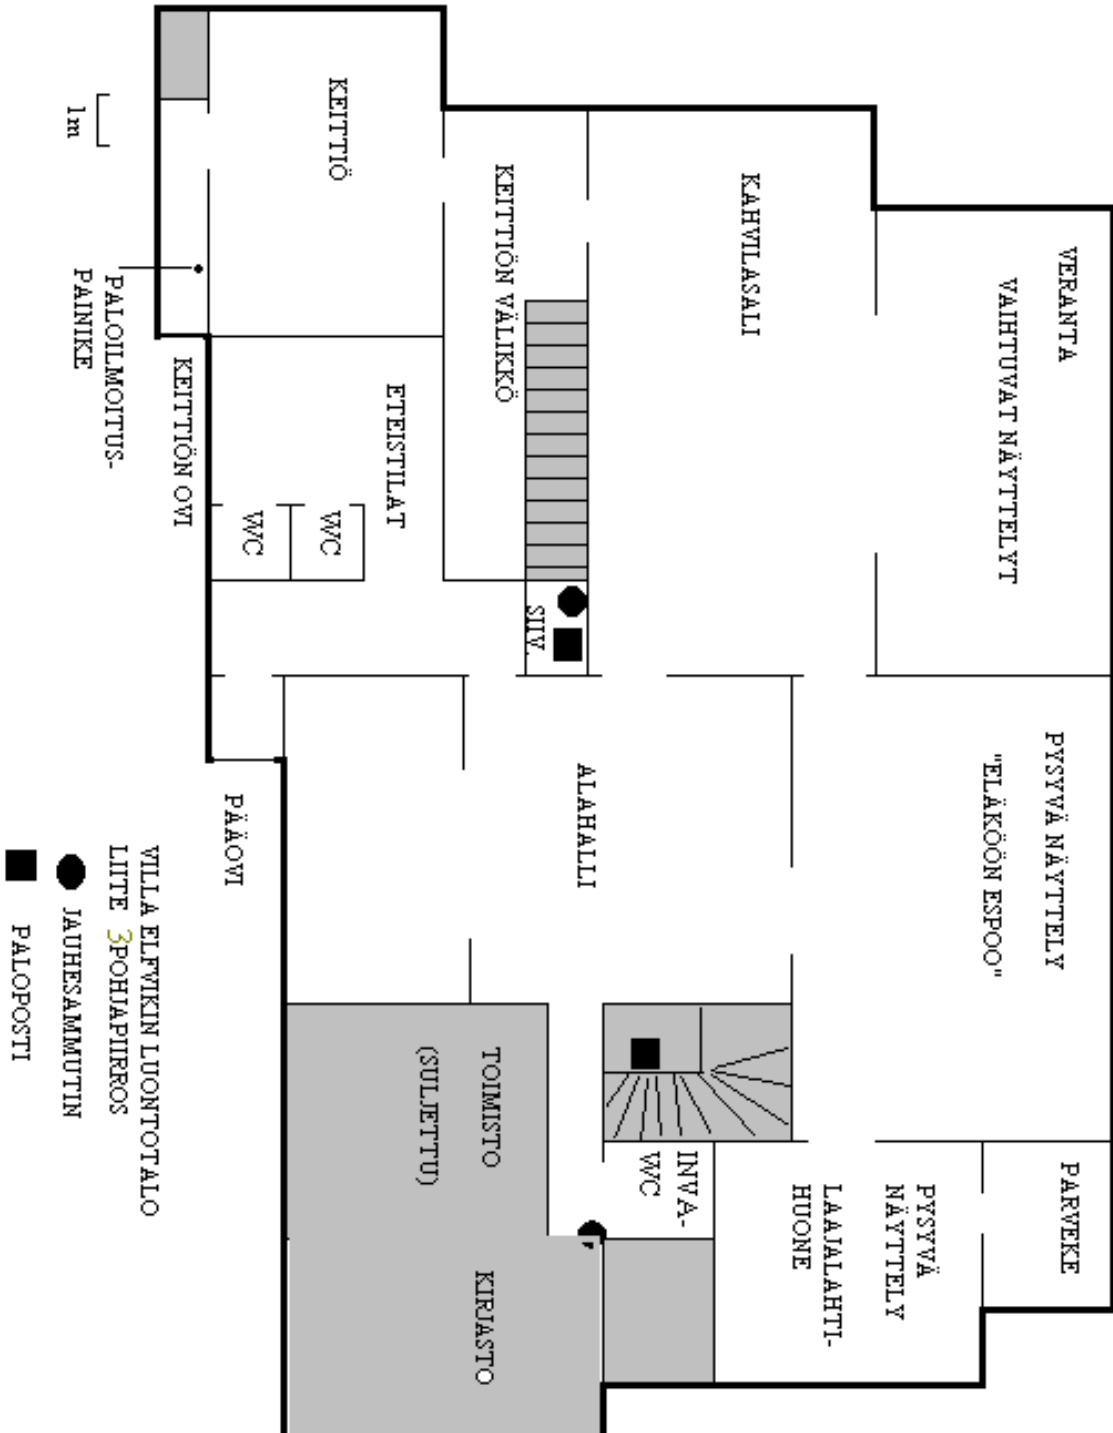 VERANTA
VAIHTUVAT NÄYTTELYT
PYSYVÄ NÄYTTELY
"ELÄKÖÖN ESPOO"
PARVEKE
KAHVILASALI
PYSYVÄ
NÄYTTELY
LAAJALAHTI-
HUONE
KEITTIÖN VÄLIKKÖ
SIIV.
ALAHALLI
INVA-
WC
KEITTIÖ
ETEISTILAT
WC
WC
TOIMISTO
(SULJETTU)
KIRJASTO
1m
PALOILMOITUS-
PAINIKE
KEITTIÖN OVI
PÄÄOVI
VILLA ELFVIKIN LUONTOTALO
LIITE 3POHJAPIIRROS
JAUHESAMMUTIN
PALOPOSTI